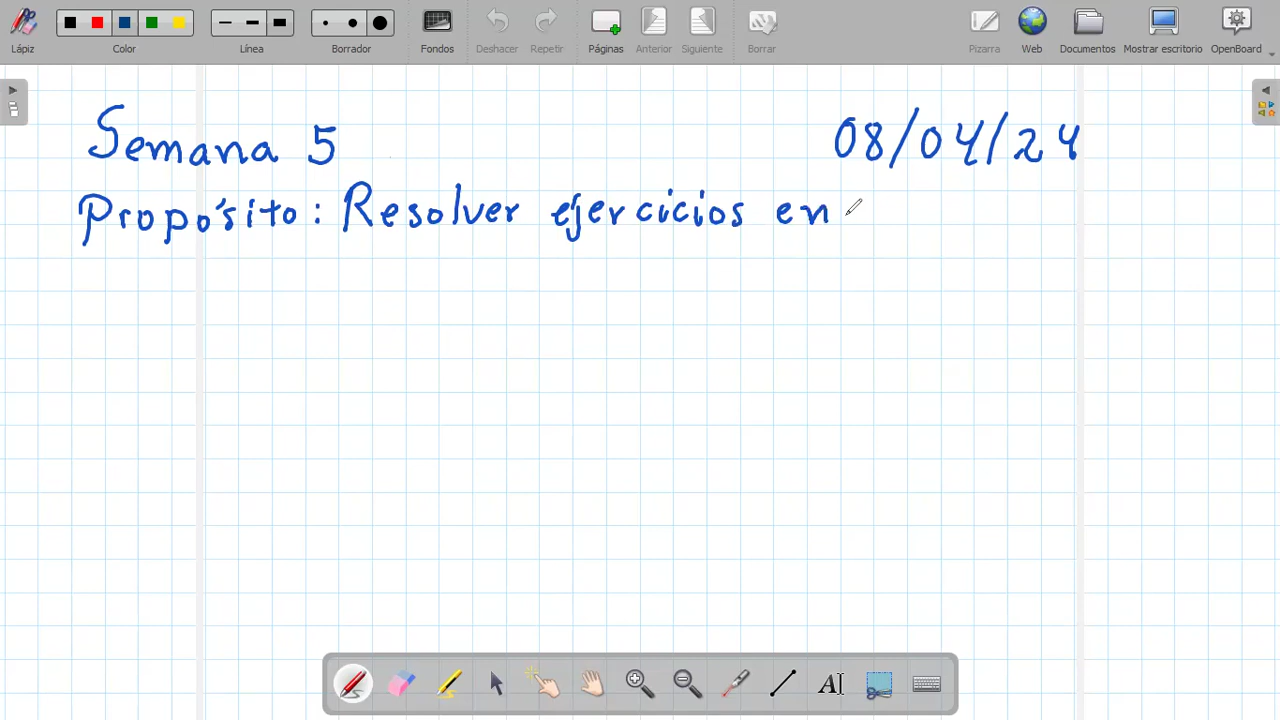 Lápiz Color Línea Borrador Fondos Deshacer Repetir Páginas Anterior Siguiente Borrar Pizarra Web Documentos Mostrar escritorio OpenBoard
Semana 5 08/04/24
Propósito: Resolver ejercicios en
AI